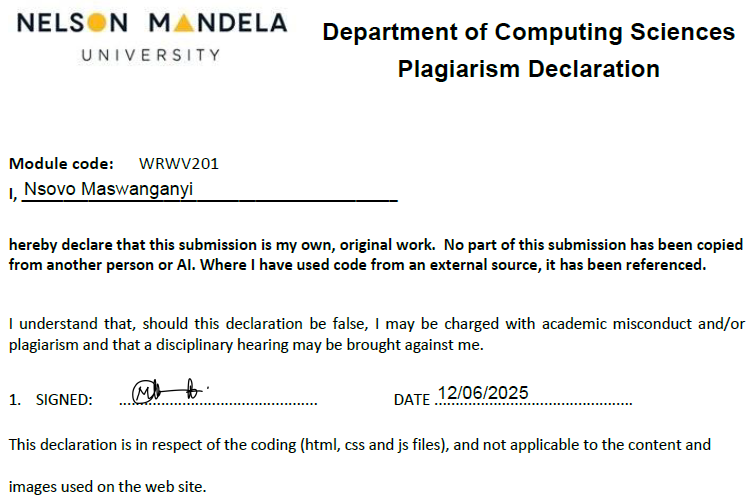 NELSON MANDELA
UNIVERSITY
Department of Computing Sciences
Plagiarism Declaration
Module code: WRWV201
I, Nsovo Maswanganyi
hereby declare that this submission is my own, original work. No part of this submission has been copied
from another person or AI. Where I have used code from an external source, it has been referenced.
I understand that, should this declaration be false, I may be charged with academic misconduct and/or
plagiarism and that a disciplinary hearing may be brought against me.
1. SIGNED: ............................................... DATE 12/06/2025
This declaration is in respect of the coding (html, css and js files), and not applicable to the content and
images used on the web site.